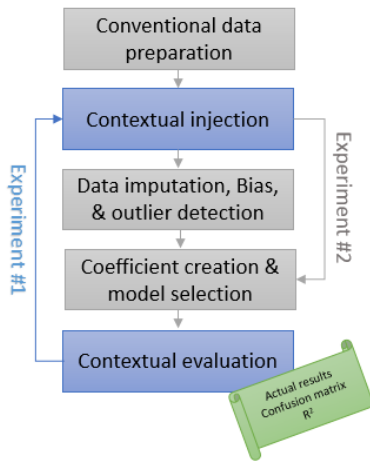 Conventional data
preparation
Contextual injection
Data imputation, Bias,
& outlier detection
Coefficient creation &
model selection
Contextual evaluation
Experiment #1
Experiment #2
Actual results
Confusion matrix
R²